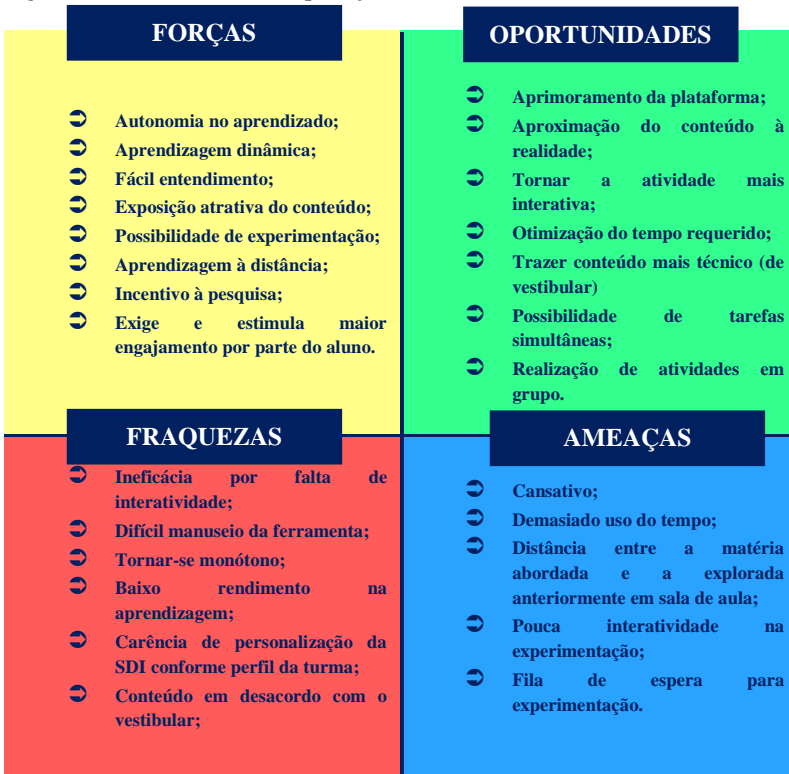 FORÇAS
Autonomia no aprendizado;
Aprendizagem dinâmica;
Fácil entendimento;
Exposição atrativa do conteúdo;
Possibilidade de experimentação;
Aprendizagem à distância;
Incentivo à pesquisa;
Exige e estimula maior
engajamento por parte do aluno.
OPORTUNIDADES
Aprimoramento da plataforma;
Aproximação do conteúdo à
realidade;
Tornar a atividade mais
interativa;
Otimização do tempo requerido;
Trazer conteúdo mais técnico (de
vestibular)
Possibilidade de tarefas
simultâneas;
Realização de atividades em
grupo.
FRAQUEZAS
Ineficácia por falta de
interatividade;
Difícil manuseio da ferramenta;
Tornar-se monótono;
Baixo rendimento na
aprendizagem;
Carência de personalização da
SDI conforme perfil da turma;
Conteúdo em desacordo com o
vestibular;
AMEAÇAS
Cansativo;
Demasiado uso do tempo;
Distância entre a matéria
abordada e a explorada
anteriormente em sala de aula;
Pouca interatividade na
experimentação;
Fila de espera para
experimentação.